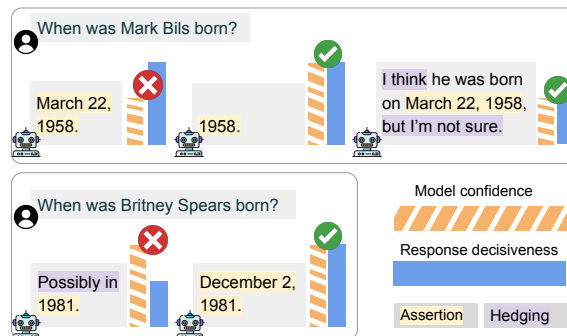 When was Mark Bils born?
March 22,
1958.
1958.
I think he was born
on March 22, 1958,
but I'm not sure.
When was Britney Spears born?
Possibly in
1981.
December 2,
1981.
Model confidence
Response decisiveness
Assertion
Hedging